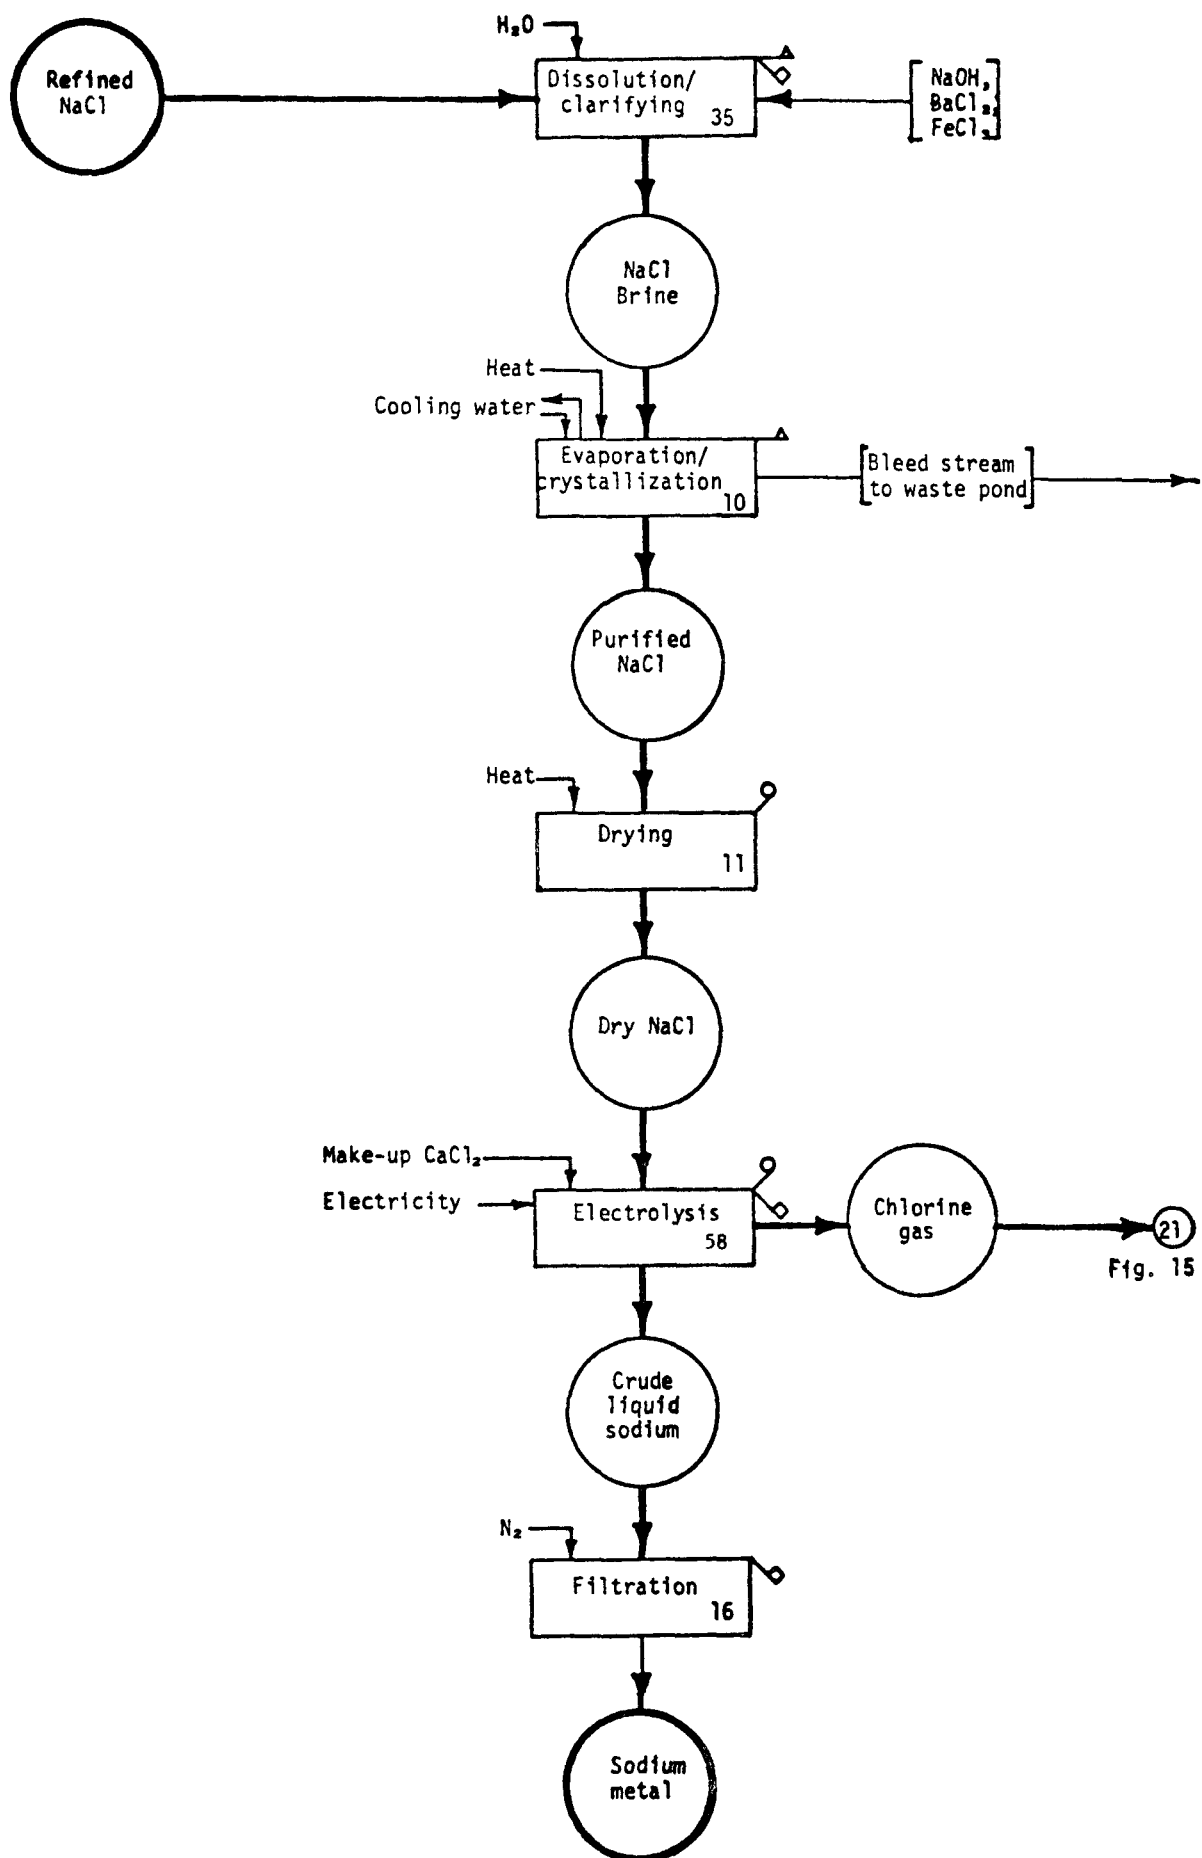 H₂O
Refined
NaCl
Dissolution/
clarifying
35
NaOH,
BaCl₂,
FeCl₃
NaCl
Brine
Heat
Cooling water
Evaporation/
crystallization
10
Bleed stream
to waste pond
Purified
NaCl
Heat
Drying
11
Dry NaCl
Make-up CaCl₂
Electricity
Electrolysis
58
Chlorine
gas
21
Fig. 15
Crude
liquid
sodium
N₂
Filtration
16
Sodium
metal